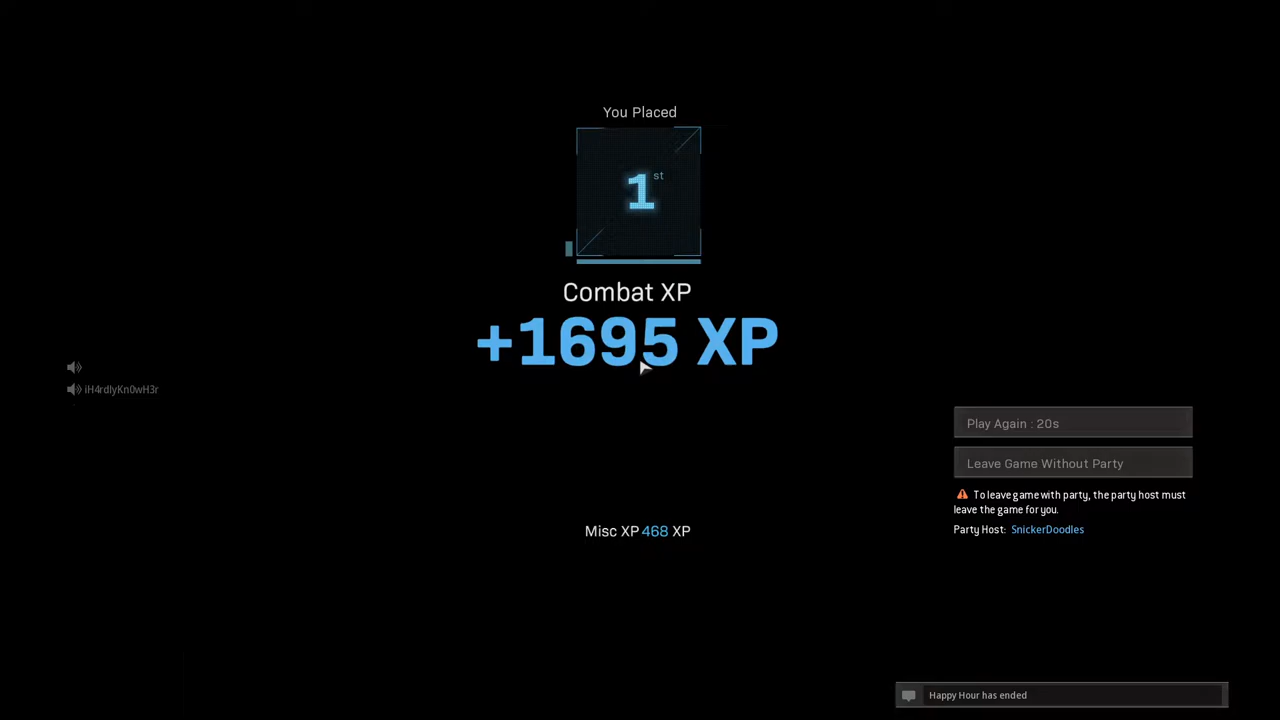 You Placed
1st
Combat XP
+1695 XP
iH4rdlyKn0wH3r
Play Again : 20s
Leave Game Without Party
To leave game with party, the party host must
leave the game for you.
Party Host: SnickerDoodles
Misc XP 468 XP
Happy Hour has ended